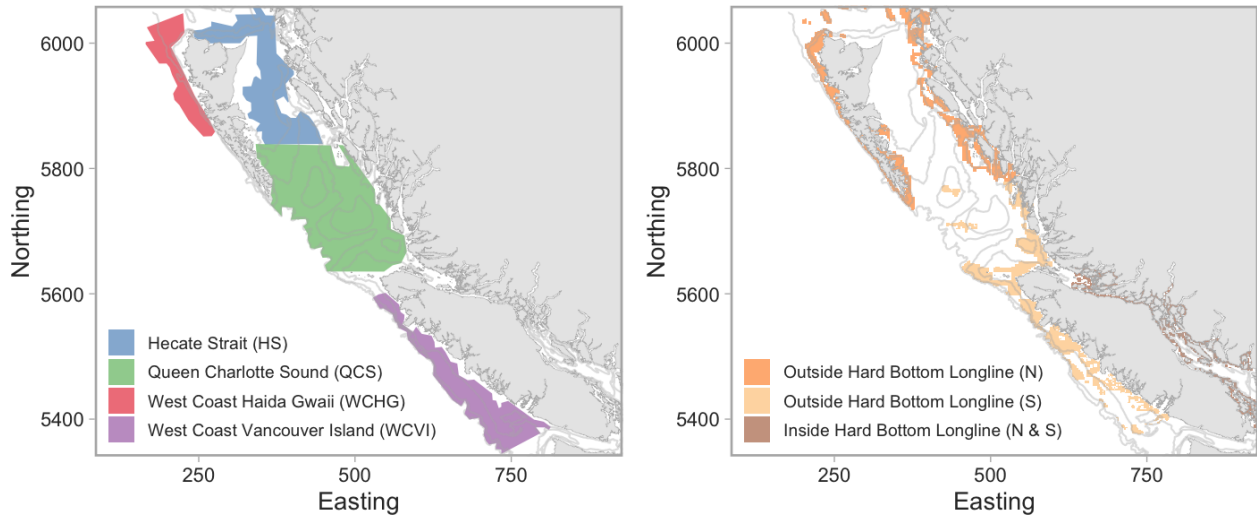 6000
5800
5600
5400
Northing
Hecate Strait (HS)
Queen Charlotte Sound (QCS)
West Coast Haida Gwaii (WCHG)
West Coast Vancouver Island (WCVI)
250
500
750
Easting
6000
5800
5600
5400
Northing
Outside Hard Bottom Longline (N)
Outside Hard Bottom Longline (S)
Inside Hard Bottom Longline (N & S)
250
500
750
Easting